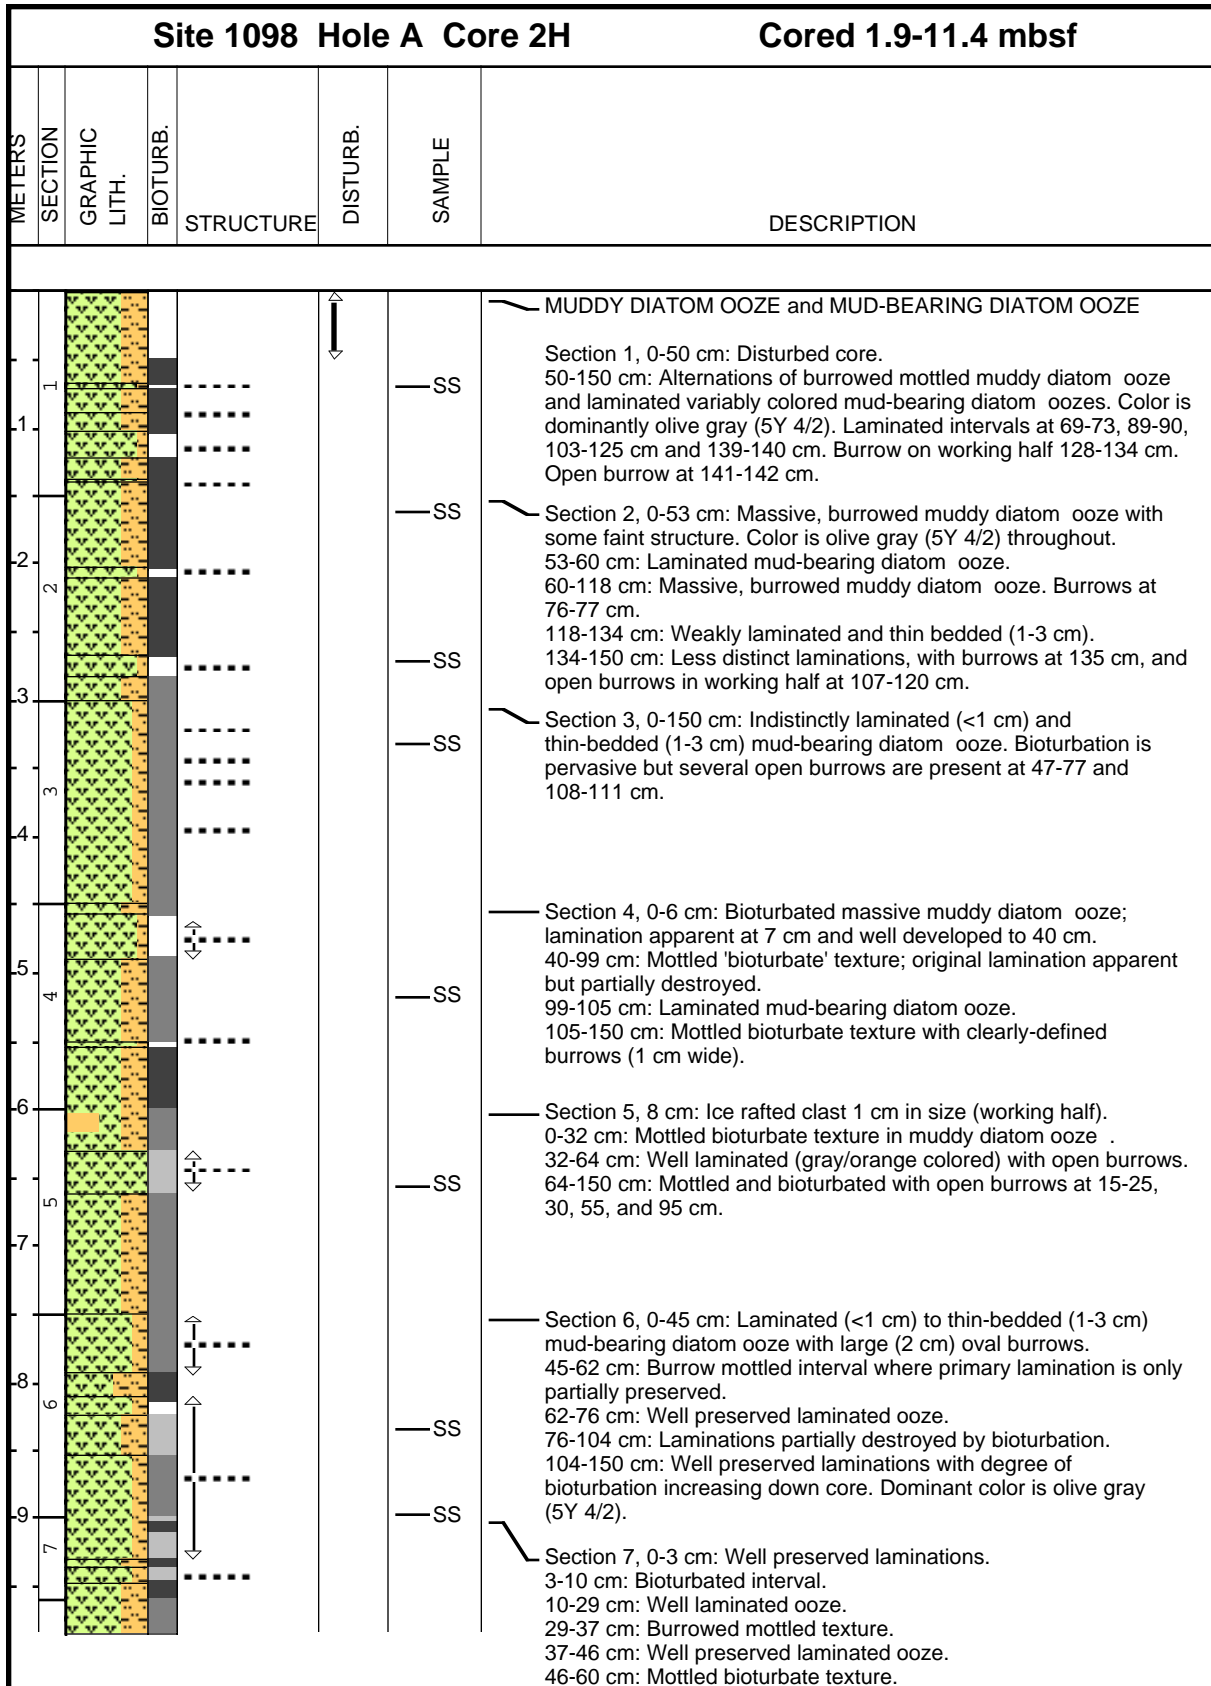 Site 1098 Hole A Core 2H Cored 1.9-11.4 mbsf
METERS
SECTION
GRAPHIC
LITH.
BIOTURB.
STRUCTURE
DISTURB.
SAMPLE
DESCRIPTION
MUDDY DIATOM OOZE and MUD-BEARING DIATOM OOZE
Section 1, 0-50 cm: Disturbed core.
50-150 cm: Alternations of burrowed mottled muddy diatom ooze
and laminated variably colored mud-bearing diatom oozes. Color is
dominantly olive gray (5Y 4/2). Laminated intervals at 69-73, 89-90,
103-125 cm and 139-140 cm. Burrow on working half 128-134 cm.
Open burrow at 141-142 cm.
Section 2, 0-53 cm: Massive, burrowed muddy diatom ooze with
some faint structure. Color is olive gray (5Y 4/2) throughout.
53-60 cm: Laminated mud-bearing diatom ooze.
60-118 cm: Massive, burrowed muddy diatom ooze. Burrows at
76-77 cm.
118-134 cm: Weakly laminated and thin bedded (1-3 cm).
134-150 cm: Less distinct laminations, with burrows at 135 cm, and
open burrows in working half at 107-120 cm.
Section 3, 0-150 cm: Indistinctly laminated (<1 cm) and
thin-bedded (1-3 cm) mud-bearing diatom ooze. Bioturbation is
pervasive but several open burrows are present at 47-77 and
108-111 cm.
Section 4, 0-6 cm: Bioturbated massive muddy diatom ooze;
lamination apparent at 7 cm and well developed to 40 cm.
40-99 cm: Mottled 'bioturbate' texture; original lamination apparent
but partially destroyed.
99-105 cm: Laminated mud-bearing diatom ooze.
105-150 cm: Mottled bioturbate texture with clearly-defined
burrows (1 cm wide).
Section 5, 8 cm: Ice rafted clast 1 cm in size (working half).
0-32 cm: Mottled bioturbate texture in muddy diatom ooze .
32-64 cm: Well laminated (gray/orange colored) with open burrows.
64-150 cm: Mottled and bioturbated with open burrows at 15-25,
30, 55, and 95 cm.
Section 6, 0-45 cm: Laminated (<1 cm) to thin-bedded (1-3 cm)
mud-bearing diatom ooze with large (2 cm) oval burrows.
45-62 cm: Burrow mottled interval where primary lamination is only
partially preserved.
62-76 cm: Well preserved laminated ooze.
76-104 cm: Laminations partially destroyed by bioturbation.
104-150 cm: Well preserved laminations with degree of
bioturbation increasing down core. Dominant color is olive gray
(5Y 4/2).
Section 7, 0-3 cm: Well preserved laminations.
3-10 cm: Bioturbated interval.
10-29 cm: Well laminated ooze.
29-37 cm: Burrowed mottled texture.
37-46 cm: Well preserved laminated ooze.
46-60 cm: Mottled bioturbate texture.
1
2
3
4
5
6
7
8
9
1
2
3
4
5
6
7
SS
SS
SS
SS
SS
SS
SS
SS